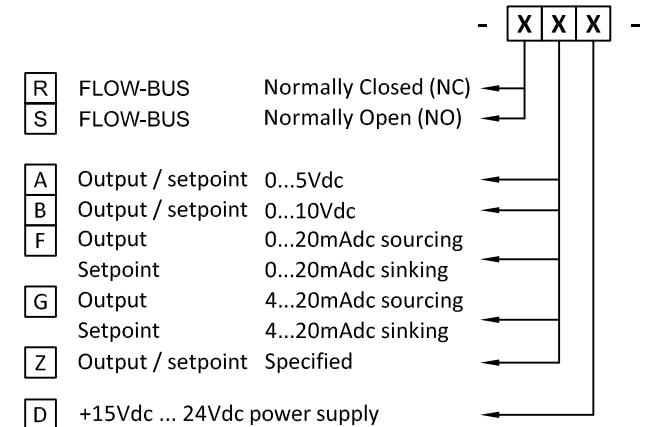 - X X X -
R FLOW-BUS Normally Closed (NC)
S FLOW-BUS Normally Open (NO)
A Output / setpoint 0...5Vdc
B Output / setpoint 0...10Vdc
F Output 0...20mAdc sourcing
Setpoint 0...20mAdc sinking
G Output 4...20mAdc sourcing
Setpoint 4...20mAdc sinking
Z Output / setpoint Specified
D +15Vdc ... 24Vdc power supply